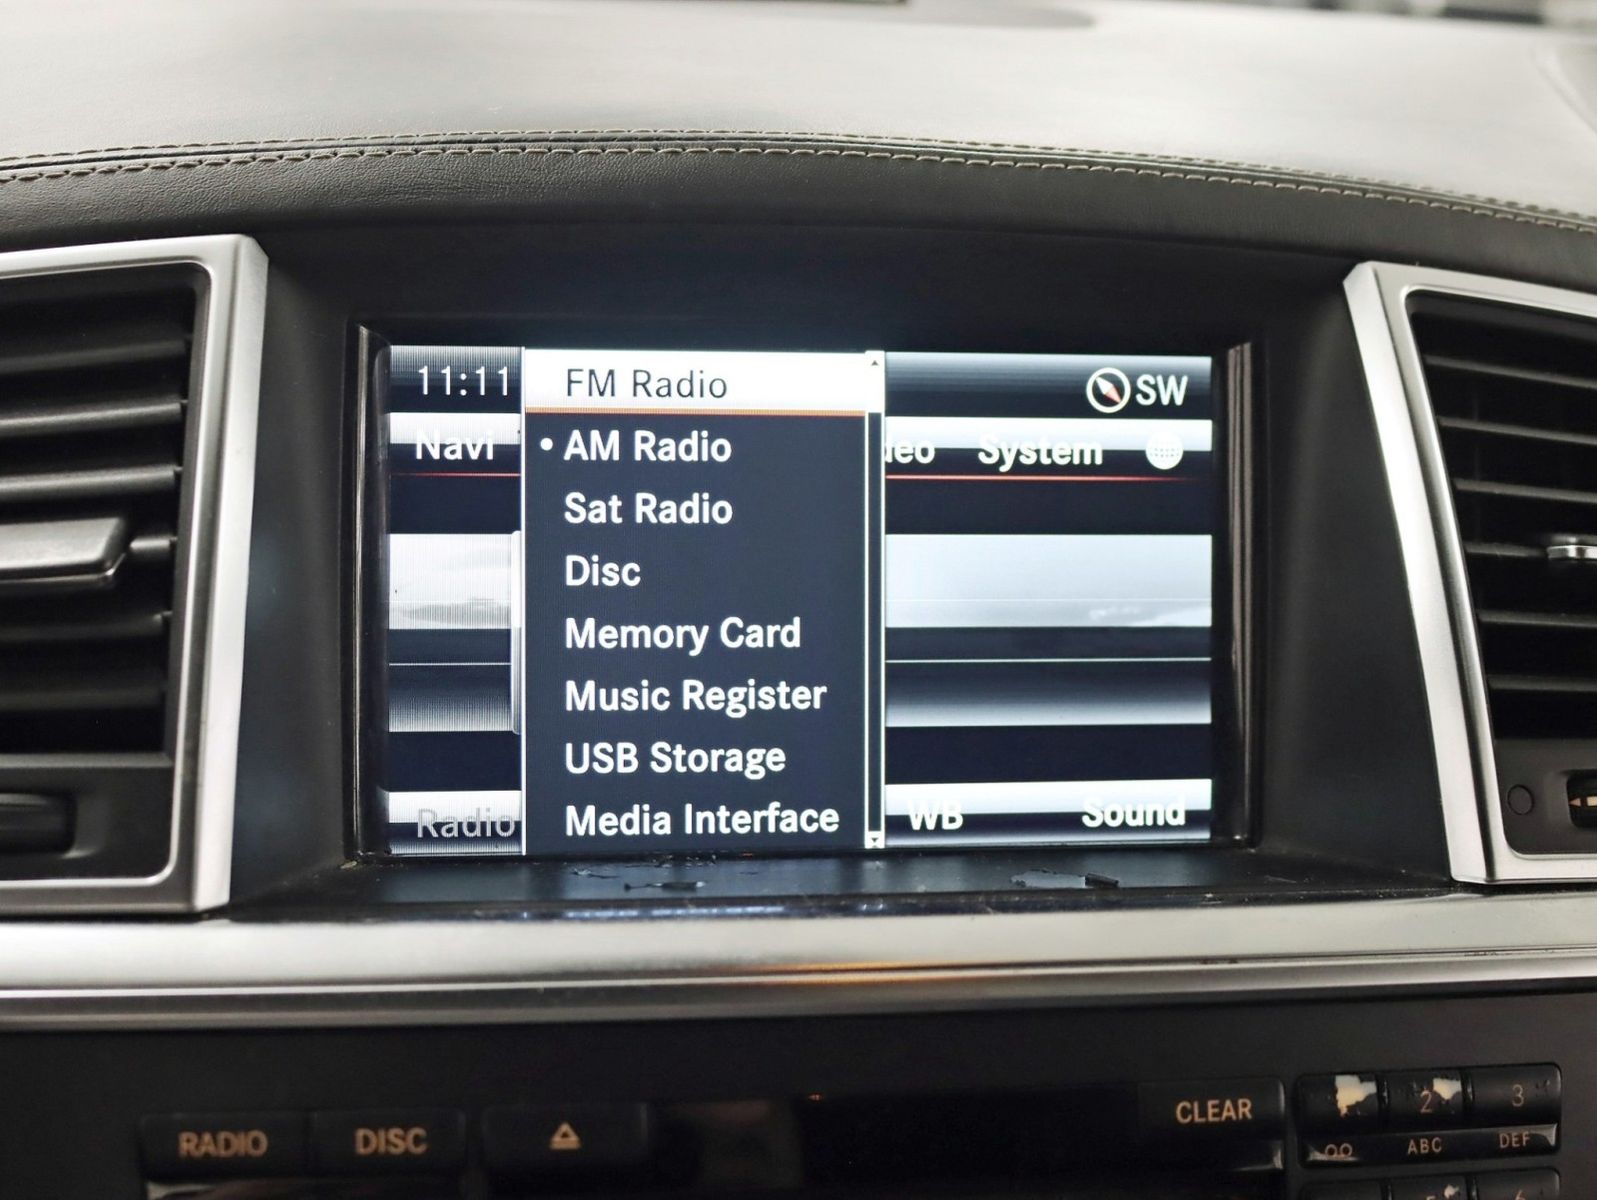 11:11
FM Radio
SW
Navi
• AM Radio
deo
System
Sat Radio
Disc
Memory Card
Music Register
USB Storage
Radio
Media Interface
WB
Sound
RADIO
DISC
CLEAR
2
3
ABC
DEF